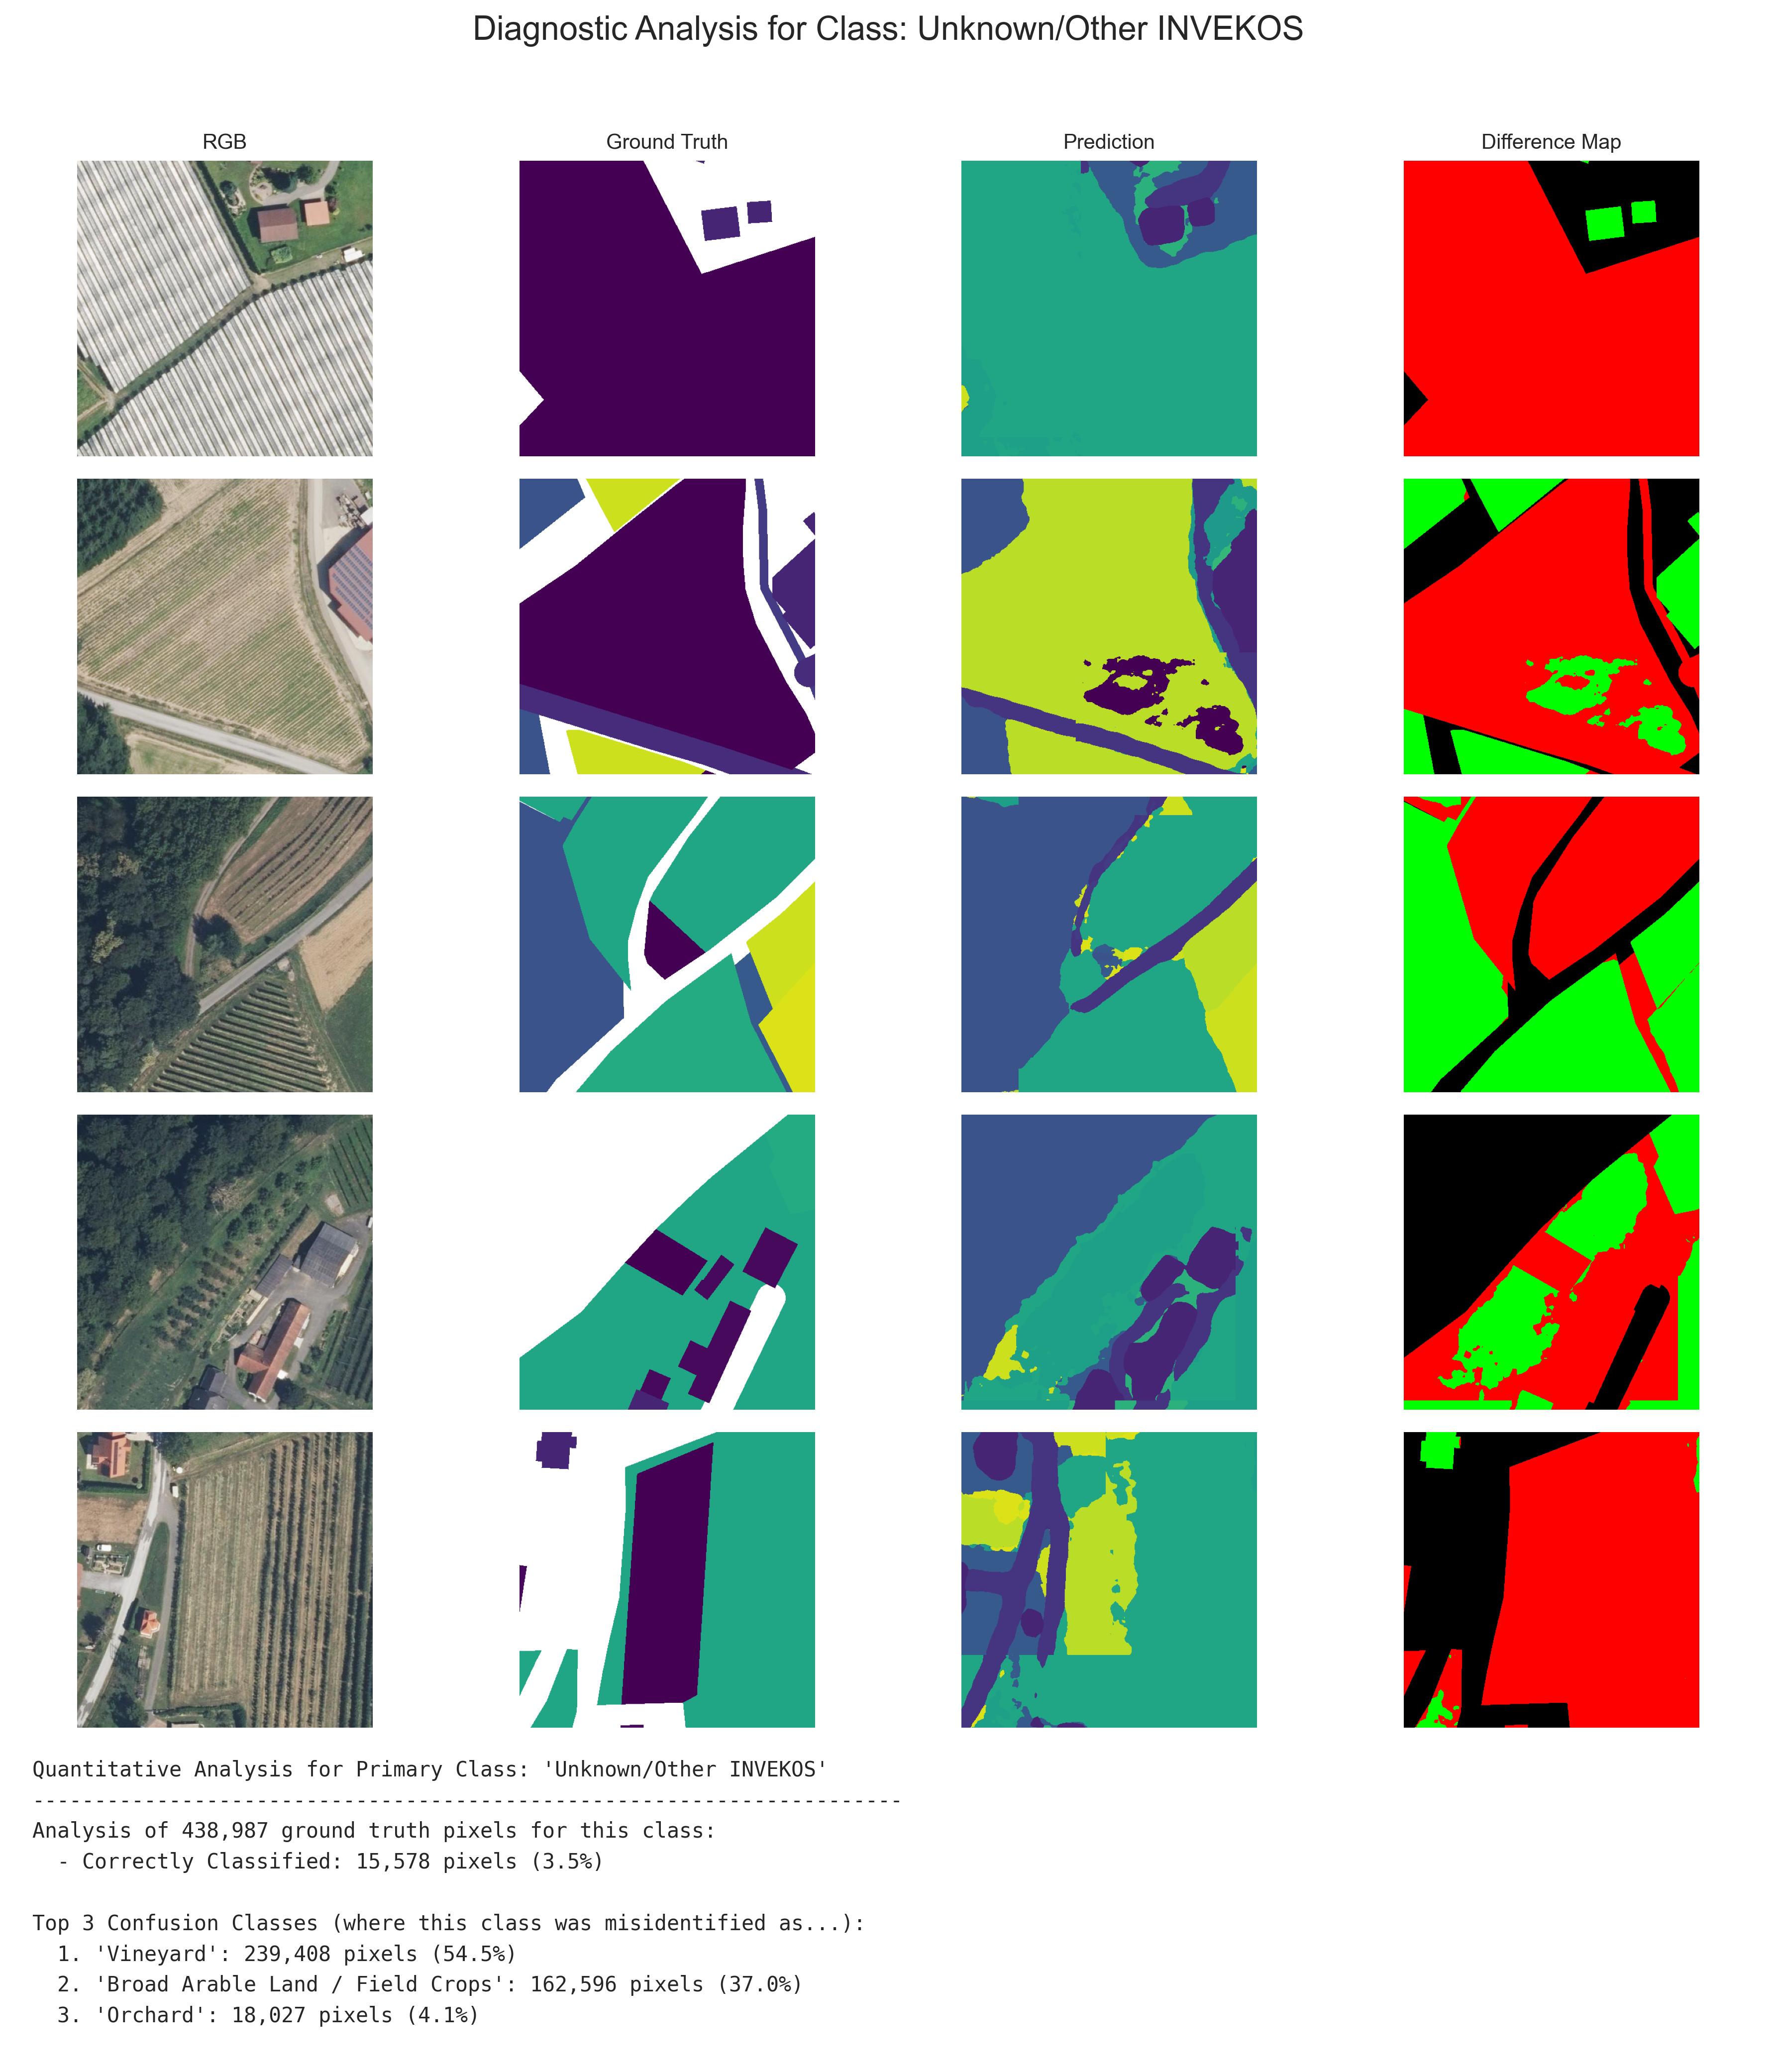 Diagnostic Analysis for Class: Unknown/Other INVEKOS
RGB
Ground Truth
Prediction
Difference Map
Quantitative Analysis for Primary Class: 'Unknown/Other INVEKOS'
----------------------------------------------------------------------
Analysis of 438,987 ground truth pixels for this class:
- Correctly Classified: 15,578 pixels (3.5%)
Top 3 Confusion Classes (where this class was misidentified as...):
1. 'Vineyard': 239,408 pixels (54.5%)
2. 'Broad Arable Land / Field Crops': 162,596 pixels (37.0%)
3. 'Orchard': 18,027 pixels (4.1%)